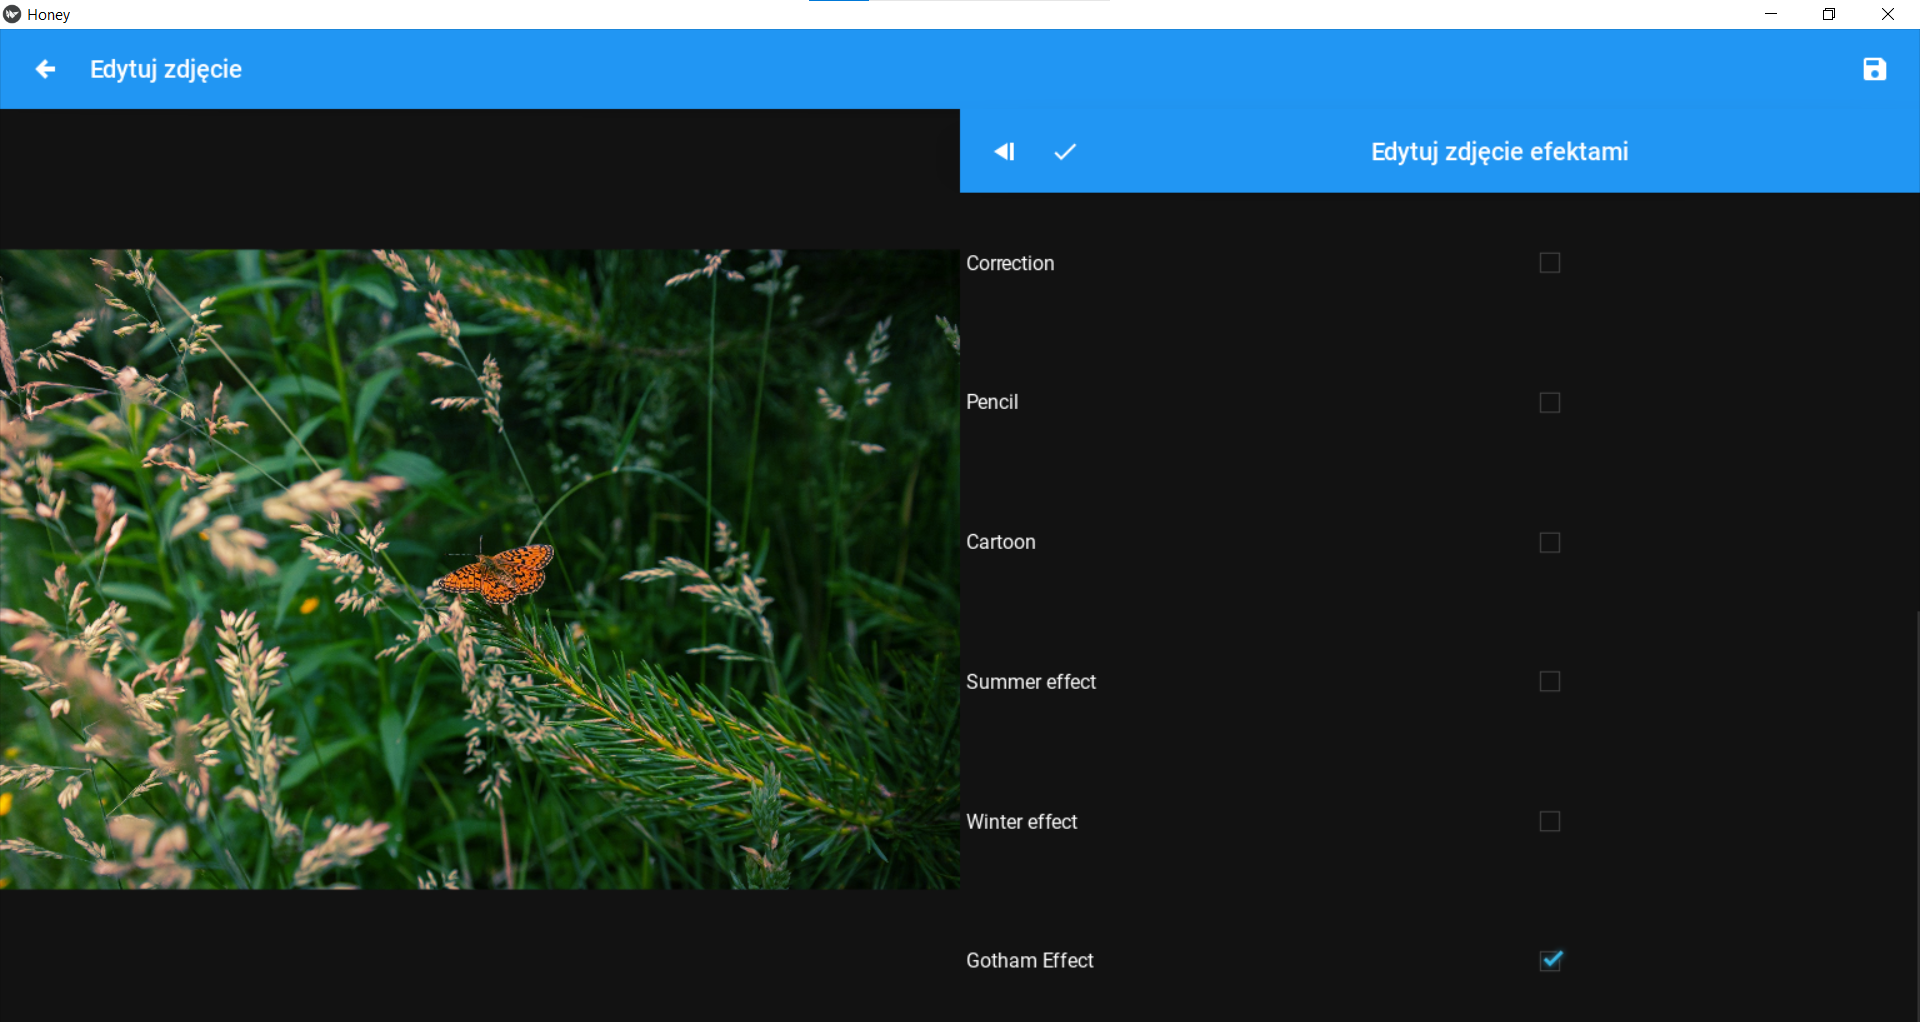 Honey
Edytuj zdjęcie
Edytuj zdjęcie efektami
Correction
Pencil
Cartoon
Summer effect
Winter effect
Gotham Effect